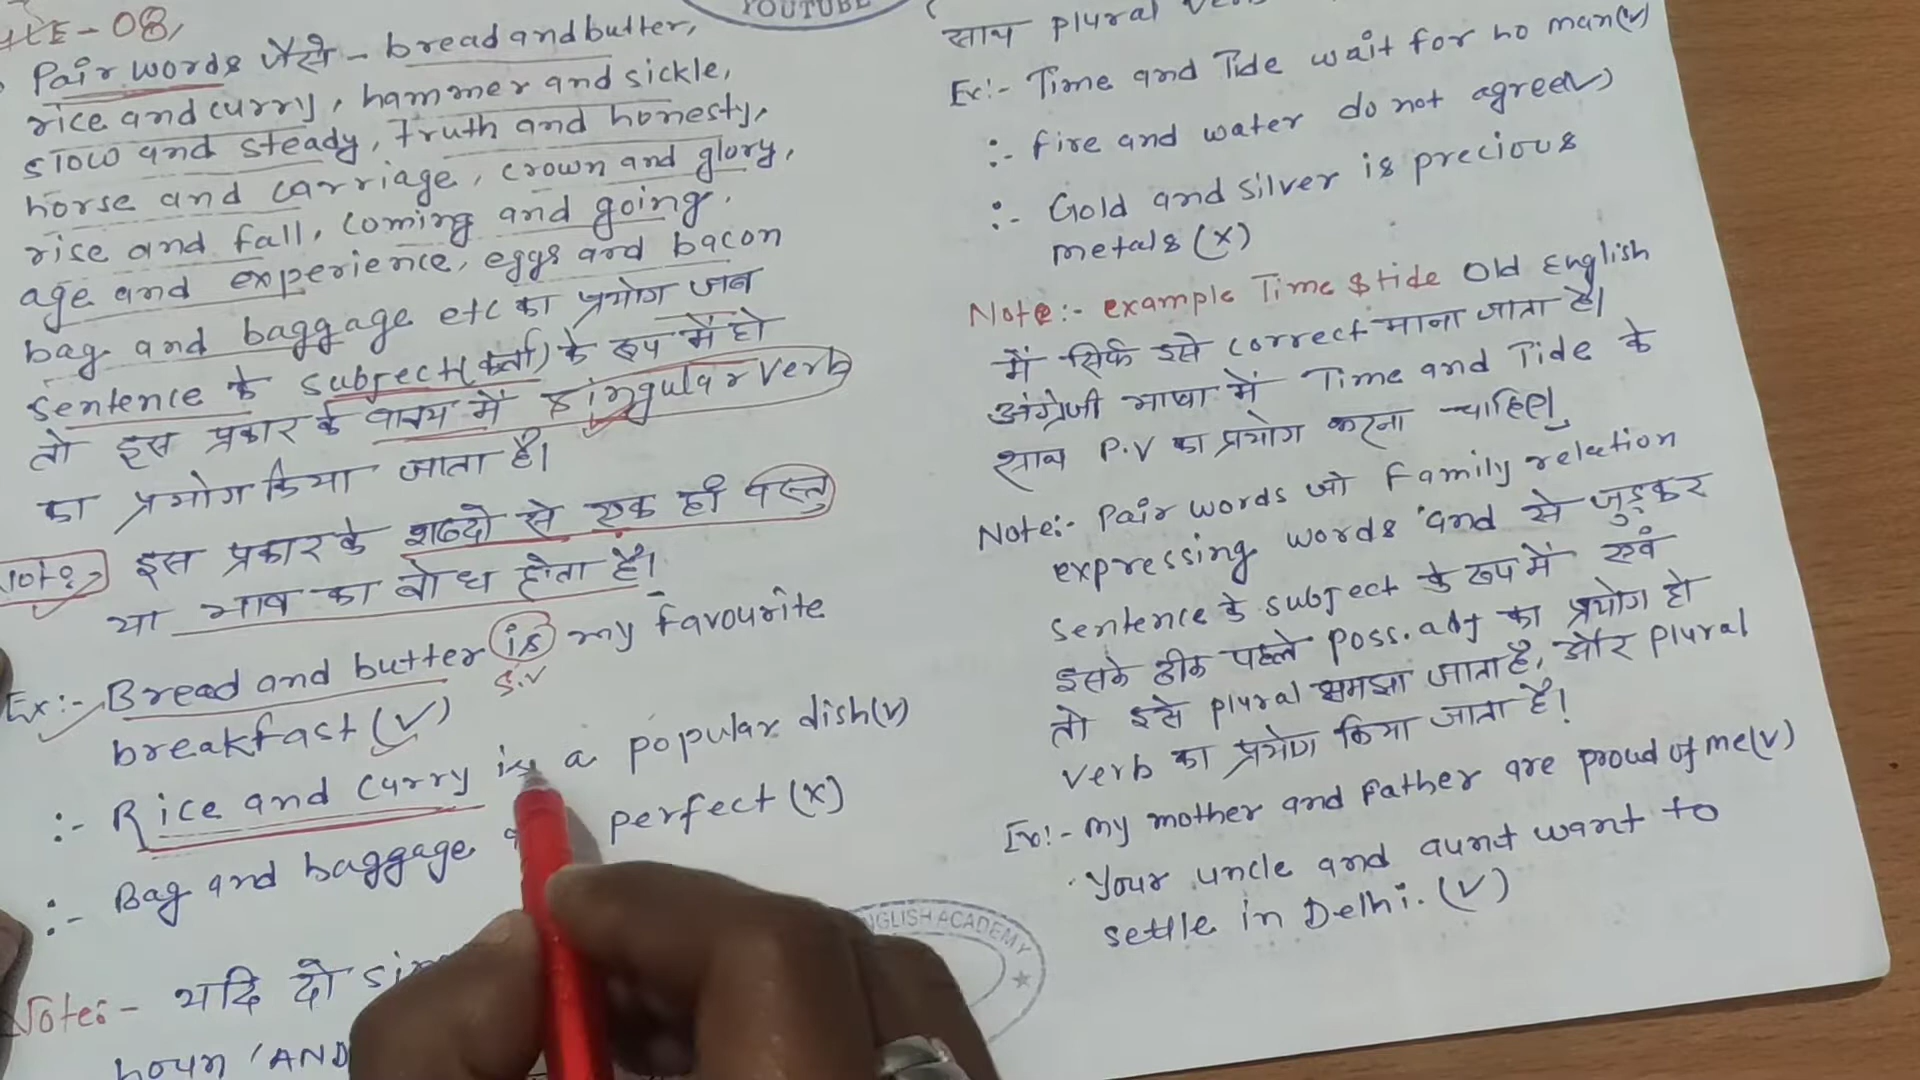 YOUTUBE
RULE-08,
Pair words जैसे - bread and butter,
rice and curry, hammer and sickle,
slow and steady, truth and honesty,
horse and carriage, crown and glory,
rise and fall, coming and going,
age and experience, eggs and bacon
bag and baggage etc का प्रयोग जब
sentence के subject(कर्ता) के रूप में हो
तो इस प्रकार के वाक्य में singular verb
का प्रयोग किया जाता है।
Note:- इस प्रकार के शब्दो से एक ही वस्तु
या भाव का बोध होता है।
Ex:- Bread and butter is my favourite
S.V
breakfast (✓)
:- Rice and curry is a popular dish(✓)
:- Bag and baggage perfect (x)
Note:- यदि दो
noun 'AND
साथ plural
Ex:- Time and Tide wait for no man(✓)
:- fire and water do not agree(✓)
:- Gold and silver is precious
metals (x)
Note:- example Time & tide Old English
में सिर्फ इसे correct माना जाता है।
अंग्रेजी भाषा में Time and Tide के
साथ P.V का प्रयोग करना चाहिए।
Note:- Pair words जो Family relation
expressing words 'and' से जुड़कर
sentence के subject के रूप में एवं
इसके ठीक पहले Poss. adj का प्रयोग हो
तो इसे plural समझा जाता है, और plural
verb का प्रयोग किया जाता है।
Ex:- my mother and Father are proud of me(✓)
Your uncle and aunt want to
settle in Delhi. (✓)
ENGLISH ACADEMY